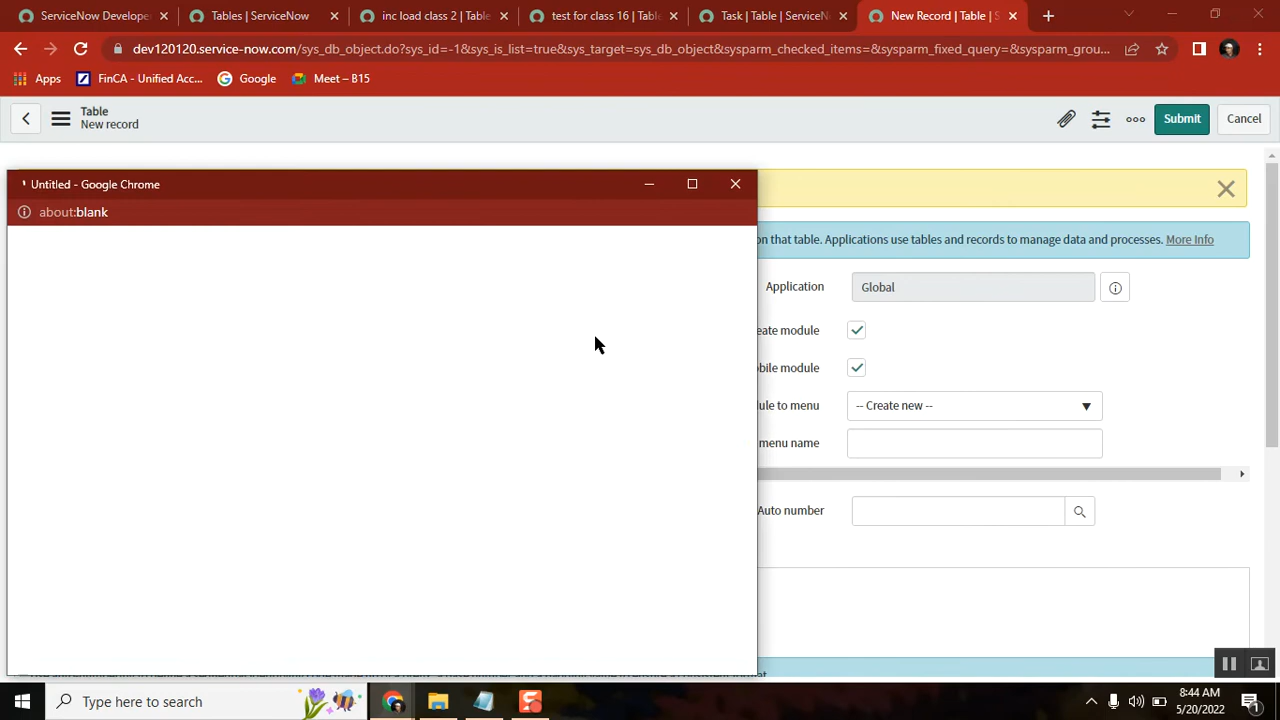 ServiceNow Develope
Tables | ServiceNow
inc load class 2 | Table
test for class 16 | Table
Task | Table | ServiceN
New Record | Table | S
dev120120.service-now.com/sys_db_object.do?sys_id=-1&sys_is_list=true&sys_target=sys_db_object&sysparm_checked_items=&sysparm_fixed_query=&sysparm_grou...
Apps
FinCA - Unified Acc...
Google
Meet – B15
Table
New record
Submit
Cancel
Untitled - Google Chrome
about:blank
on that table. Applications use tables and records to manage data and processes. More Info
Application
Global
eate module
obile module
dule to menu
-- Create new --
menu name
Auto number
Type here to search
8:44 AM
5/20/2022
1